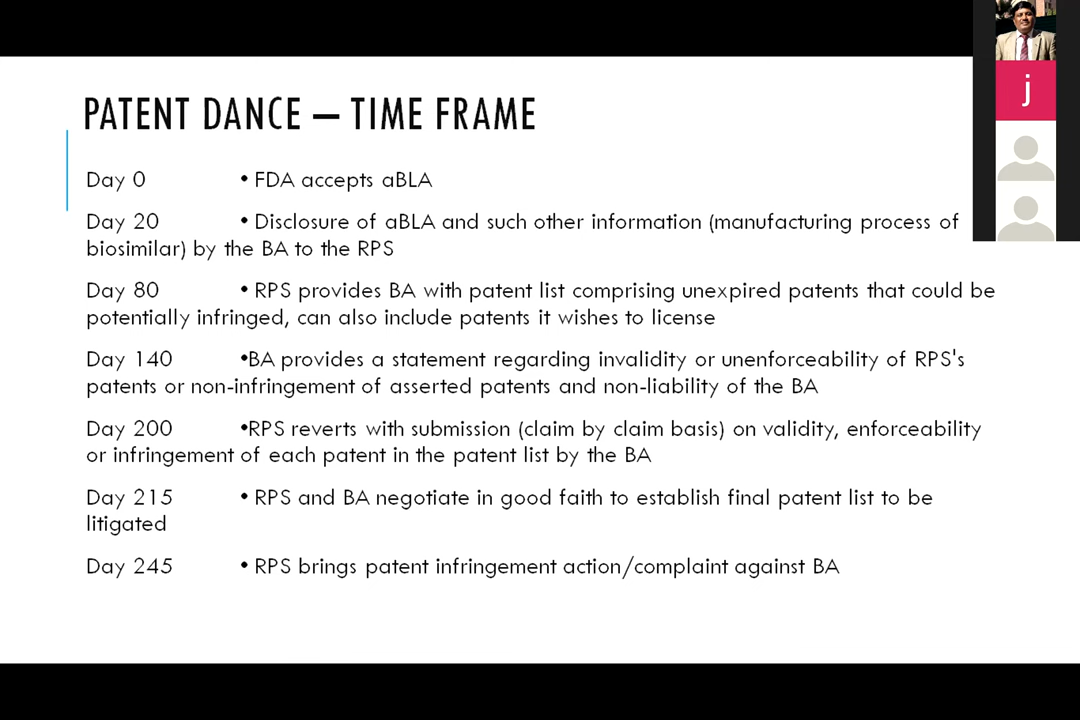 PATENT DANCE – TIME FRAME
Day 0 • FDA accepts aBLA
Day 20 • Disclosure of aBLA and such other information (manufacturing process of
biosimilar) by the BA to the RPS
Day 80 • RPS provides BA with patent list comprising unexpired patents that could be
potentially infringed, can also include patents it wishes to license
Day 140 •BA provides a statement regarding invalidity or unenforceability of RPS's
patents or non-infringement of asserted patents and non-liability of the BA
Day 200 •RPS reverts with submission (claim by claim basis) on validity, enforceability
or infringement of each patent in the patent list by the BA
Day 215 • RPS and BA negotiate in good faith to establish final patent list to be
litigated
Day 245 • RPS brings patent infringement action/complaint against BA
j